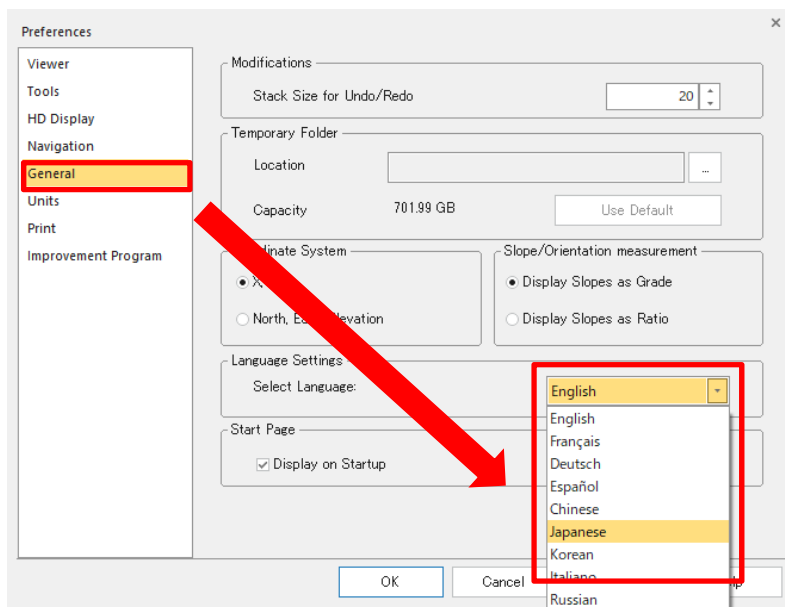 Preferences
Viewer
Tools
HD Display
Navigation
General
Units
Print
Improvement Program
Modifications
Stack Size for Undo/Redo 20
Temporary Folder
Location ...
Capacity 701.99 GB Use Default
System
X
North, Elevation
Slope/Orientation measurement
Display Slopes as Grade
Display Slopes as Ratio
Language Settings
Select Language: English
English
Français
Deutsch
Español
Chinese
Japanese
Korean
Italiano
Russian
Start Page
Display on Startup
OK Cancel